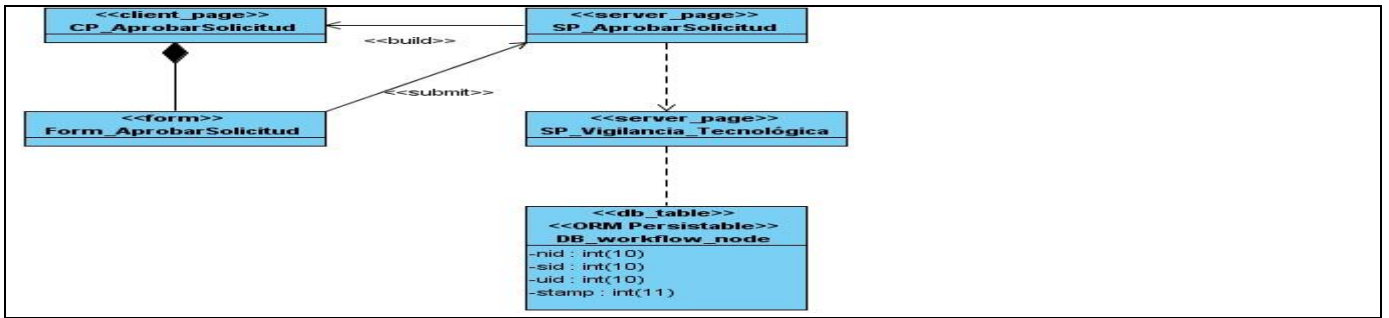 <<client_page>>
CP_AprobarSolicitud
<<server_page>>
SP_AprobarSolicitud
<<build>>
<<submit>>
<<form>>
Form_AprobarSolicitud
<<server_page>>
SP_Vigilancia_Tecnológica
<<db_table>>
<<ORM Persistable>>
DB_workflow_node
-nid : int(10)
-sid : int(10)
-uid : int(10)
-stamp : int(11)